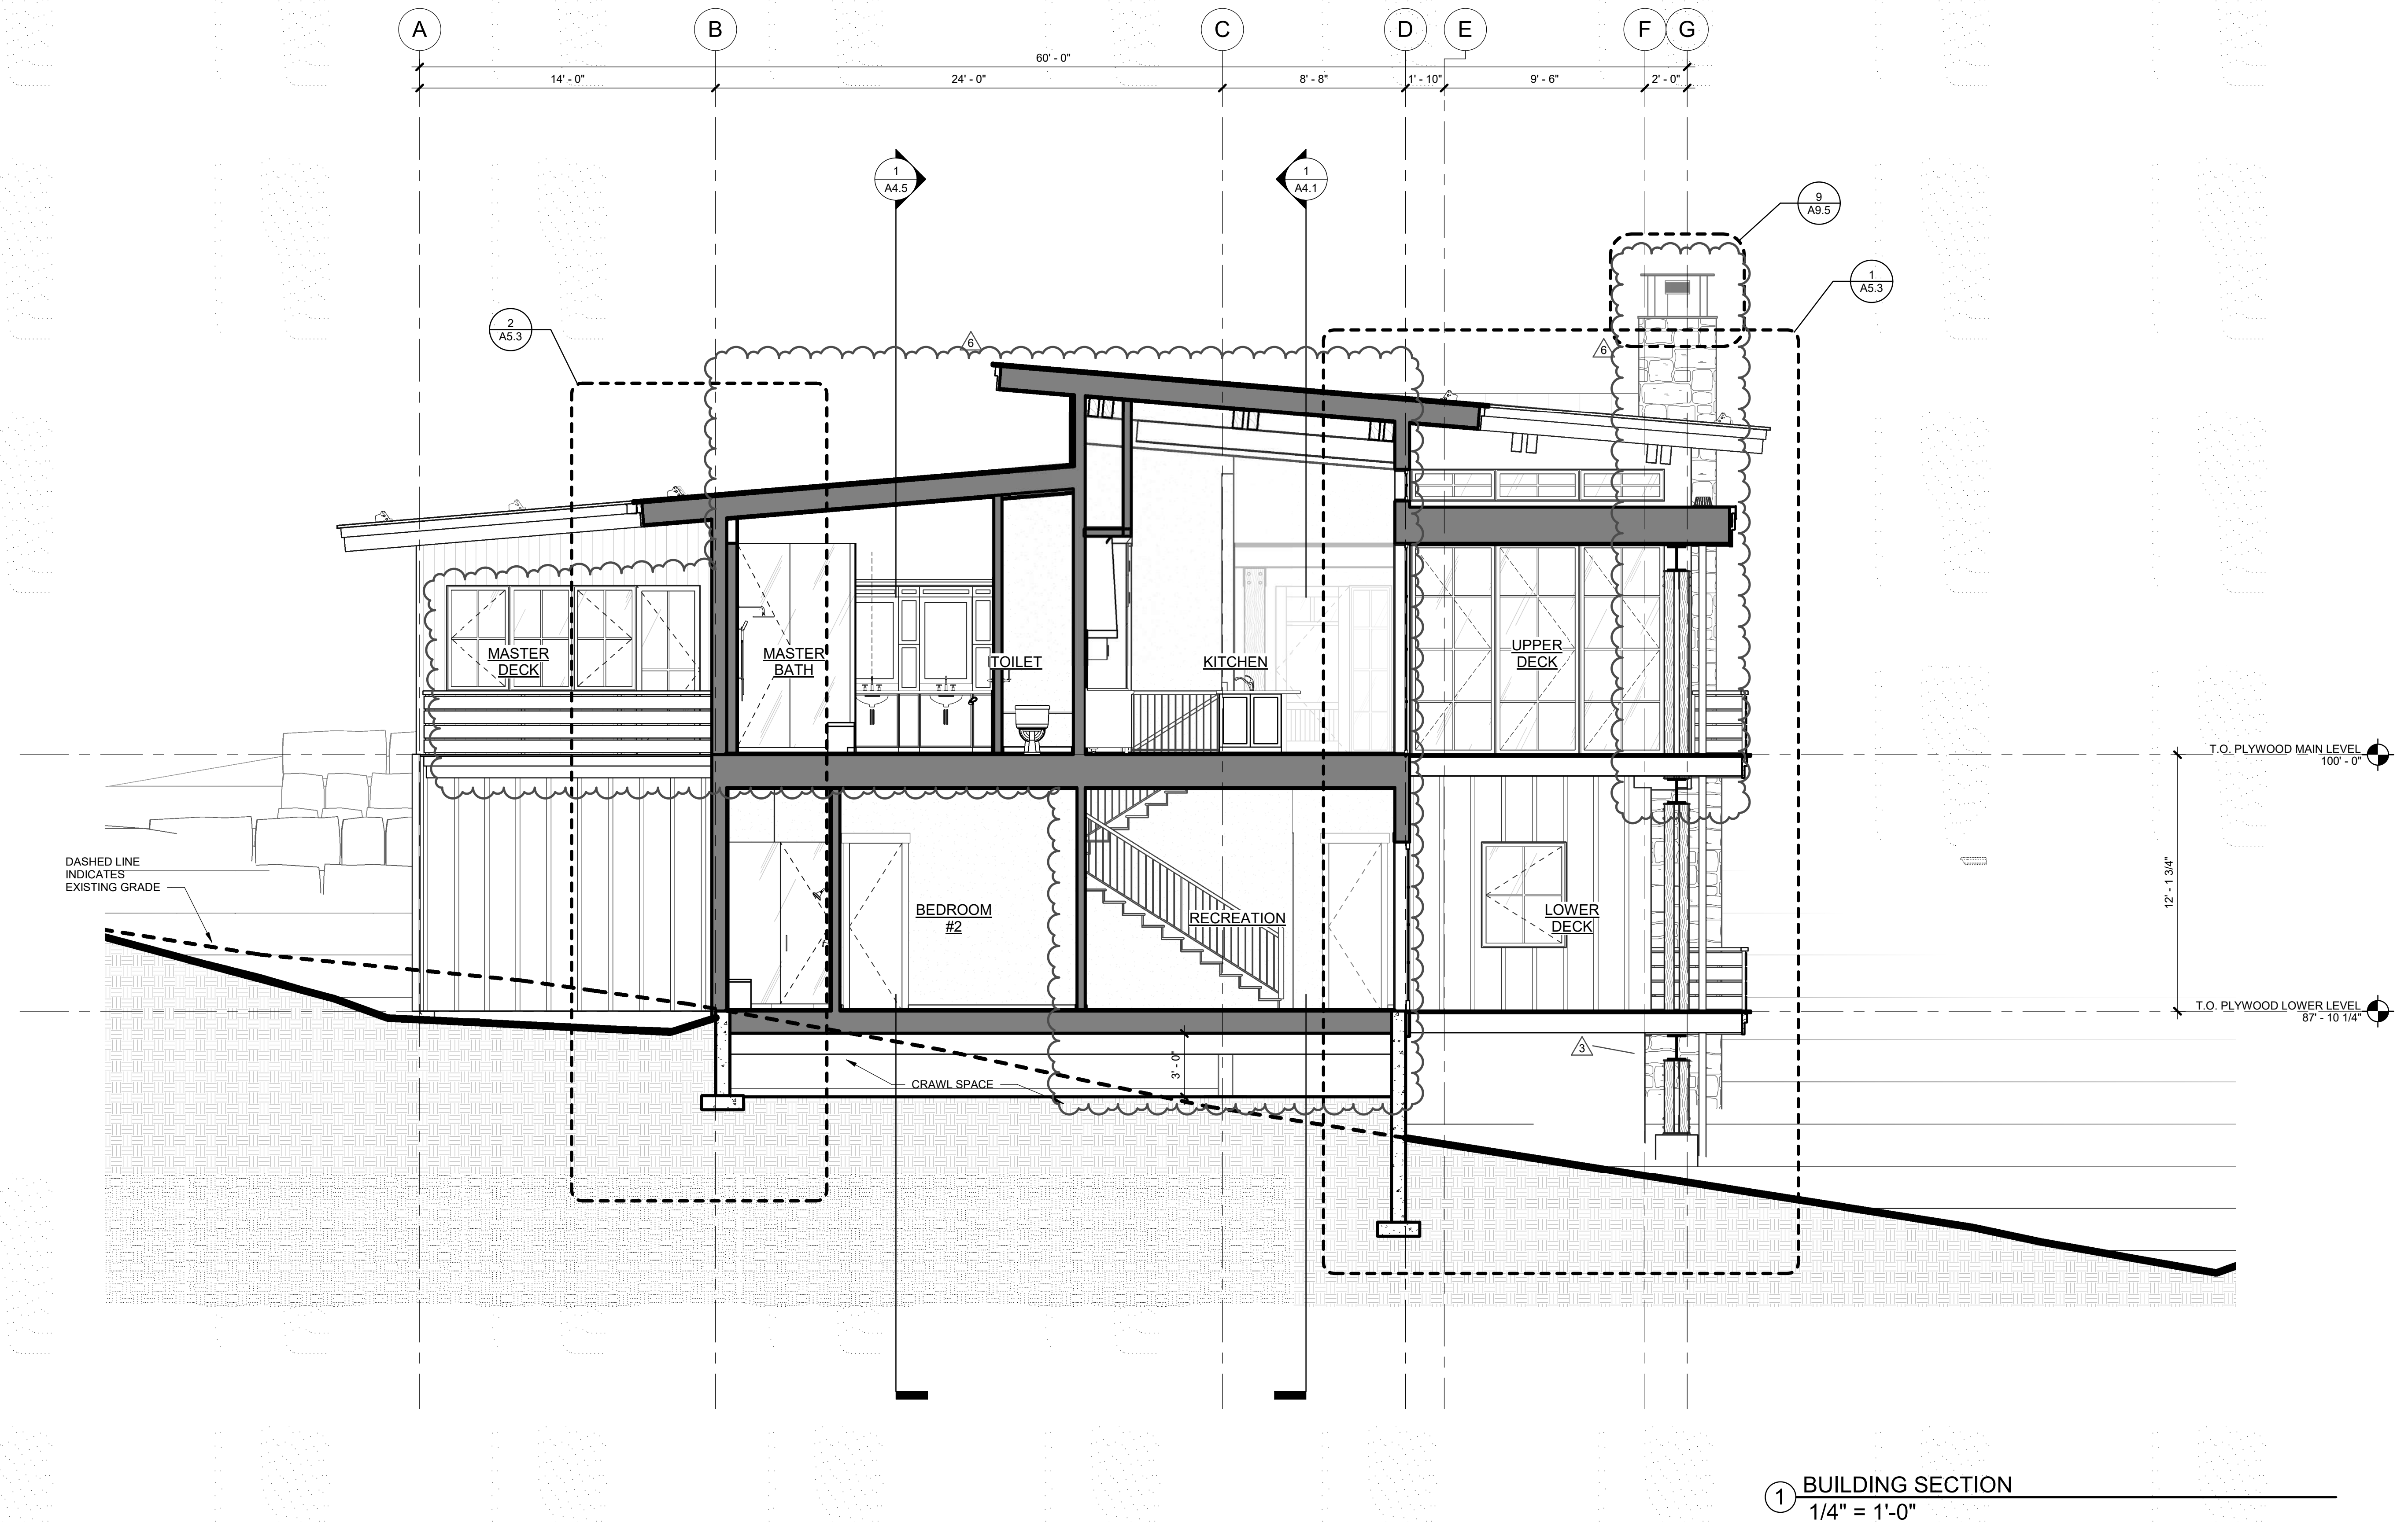 A
B
C
D
E
F
G
60' - 0"
14' - 0"
24' - 0"
8' - 8"
1' - 10"
9' - 6"
2' - 0"
1
A4.5
1
A4.1
9
A9.5
1
A5.3
2
A5.3
6
6
MASTER
DECK
MASTER
BATH
TOILET
KITCHEN
UPPER
DECK
T.O. PLYWOOD MAIN LEVEL
100' - 0"
DASHED LINE
INDICATES
EXISTING GRADE
12' - 1 3/4"
BEDROOM
#2
RECREATION
LOWER
DECK
T.O. PLYWOOD LOWER LEVEL
87' - 10 1/4"
3
3' - 0"
CRAWL SPACE
1
BUILDING SECTION
1/4" = 1'-0"